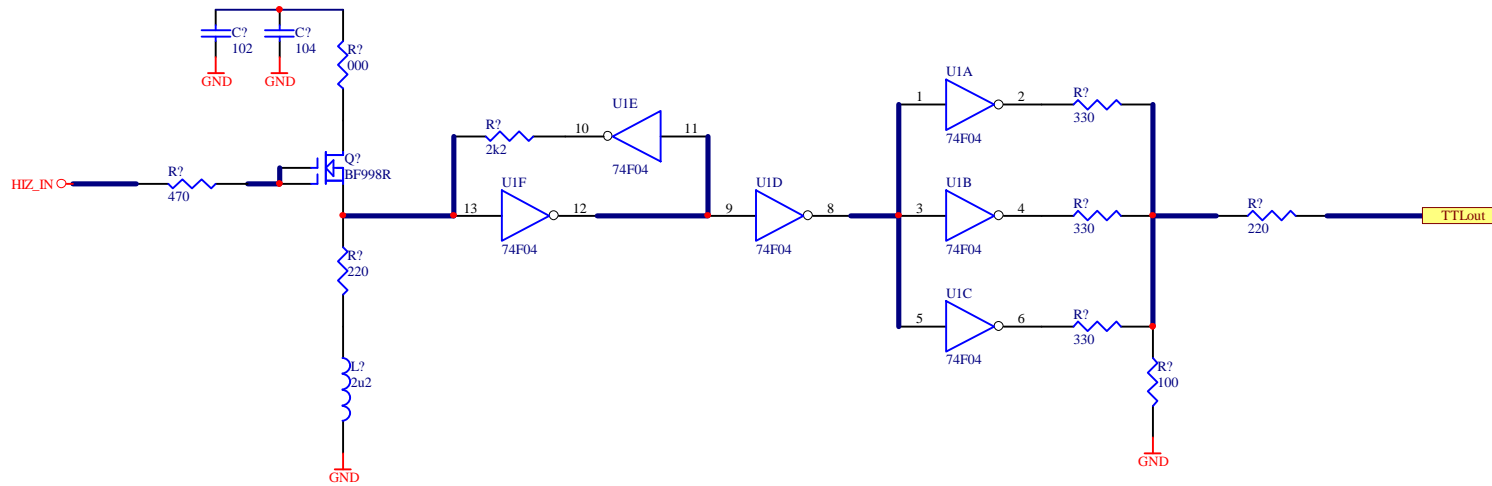 C?
102
C?
104
GND
GND
R?
000
Q?
BF998R
HIZ_IN
R?
470
R?
220
L?
2u2
GND
R?
2k2
10
U1E
11
74F04
U1F
13
12
74F04
U1D
9
8
74F04
U1A
1
2
74F04
R?
330
U1B
3
4
74F04
R?
330
U1C
5
6
74F04
R?
330
R?
100
GND
R?
220
TTLout